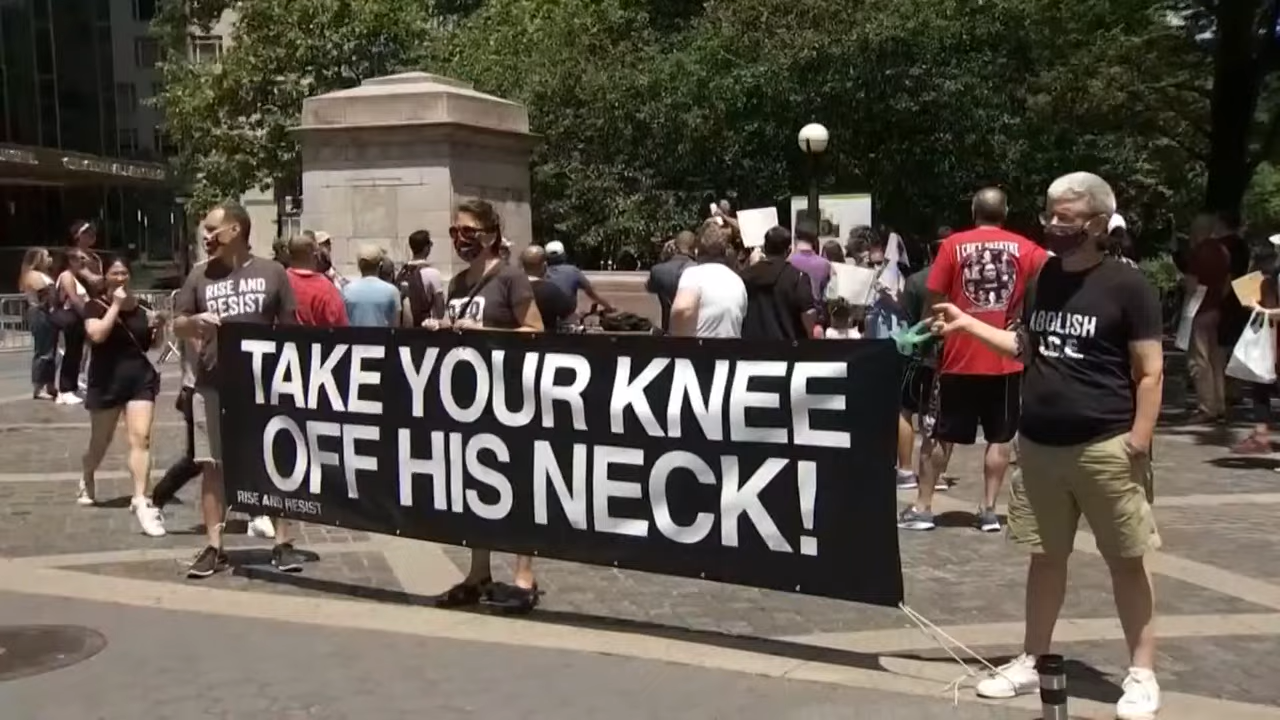 RISE AND
RESIST
I CAN'T BREATHE
ABOLISH
I.C.E.
TAKE YOUR KNEE
OFF HIS NECK!
RISE AND RESIST